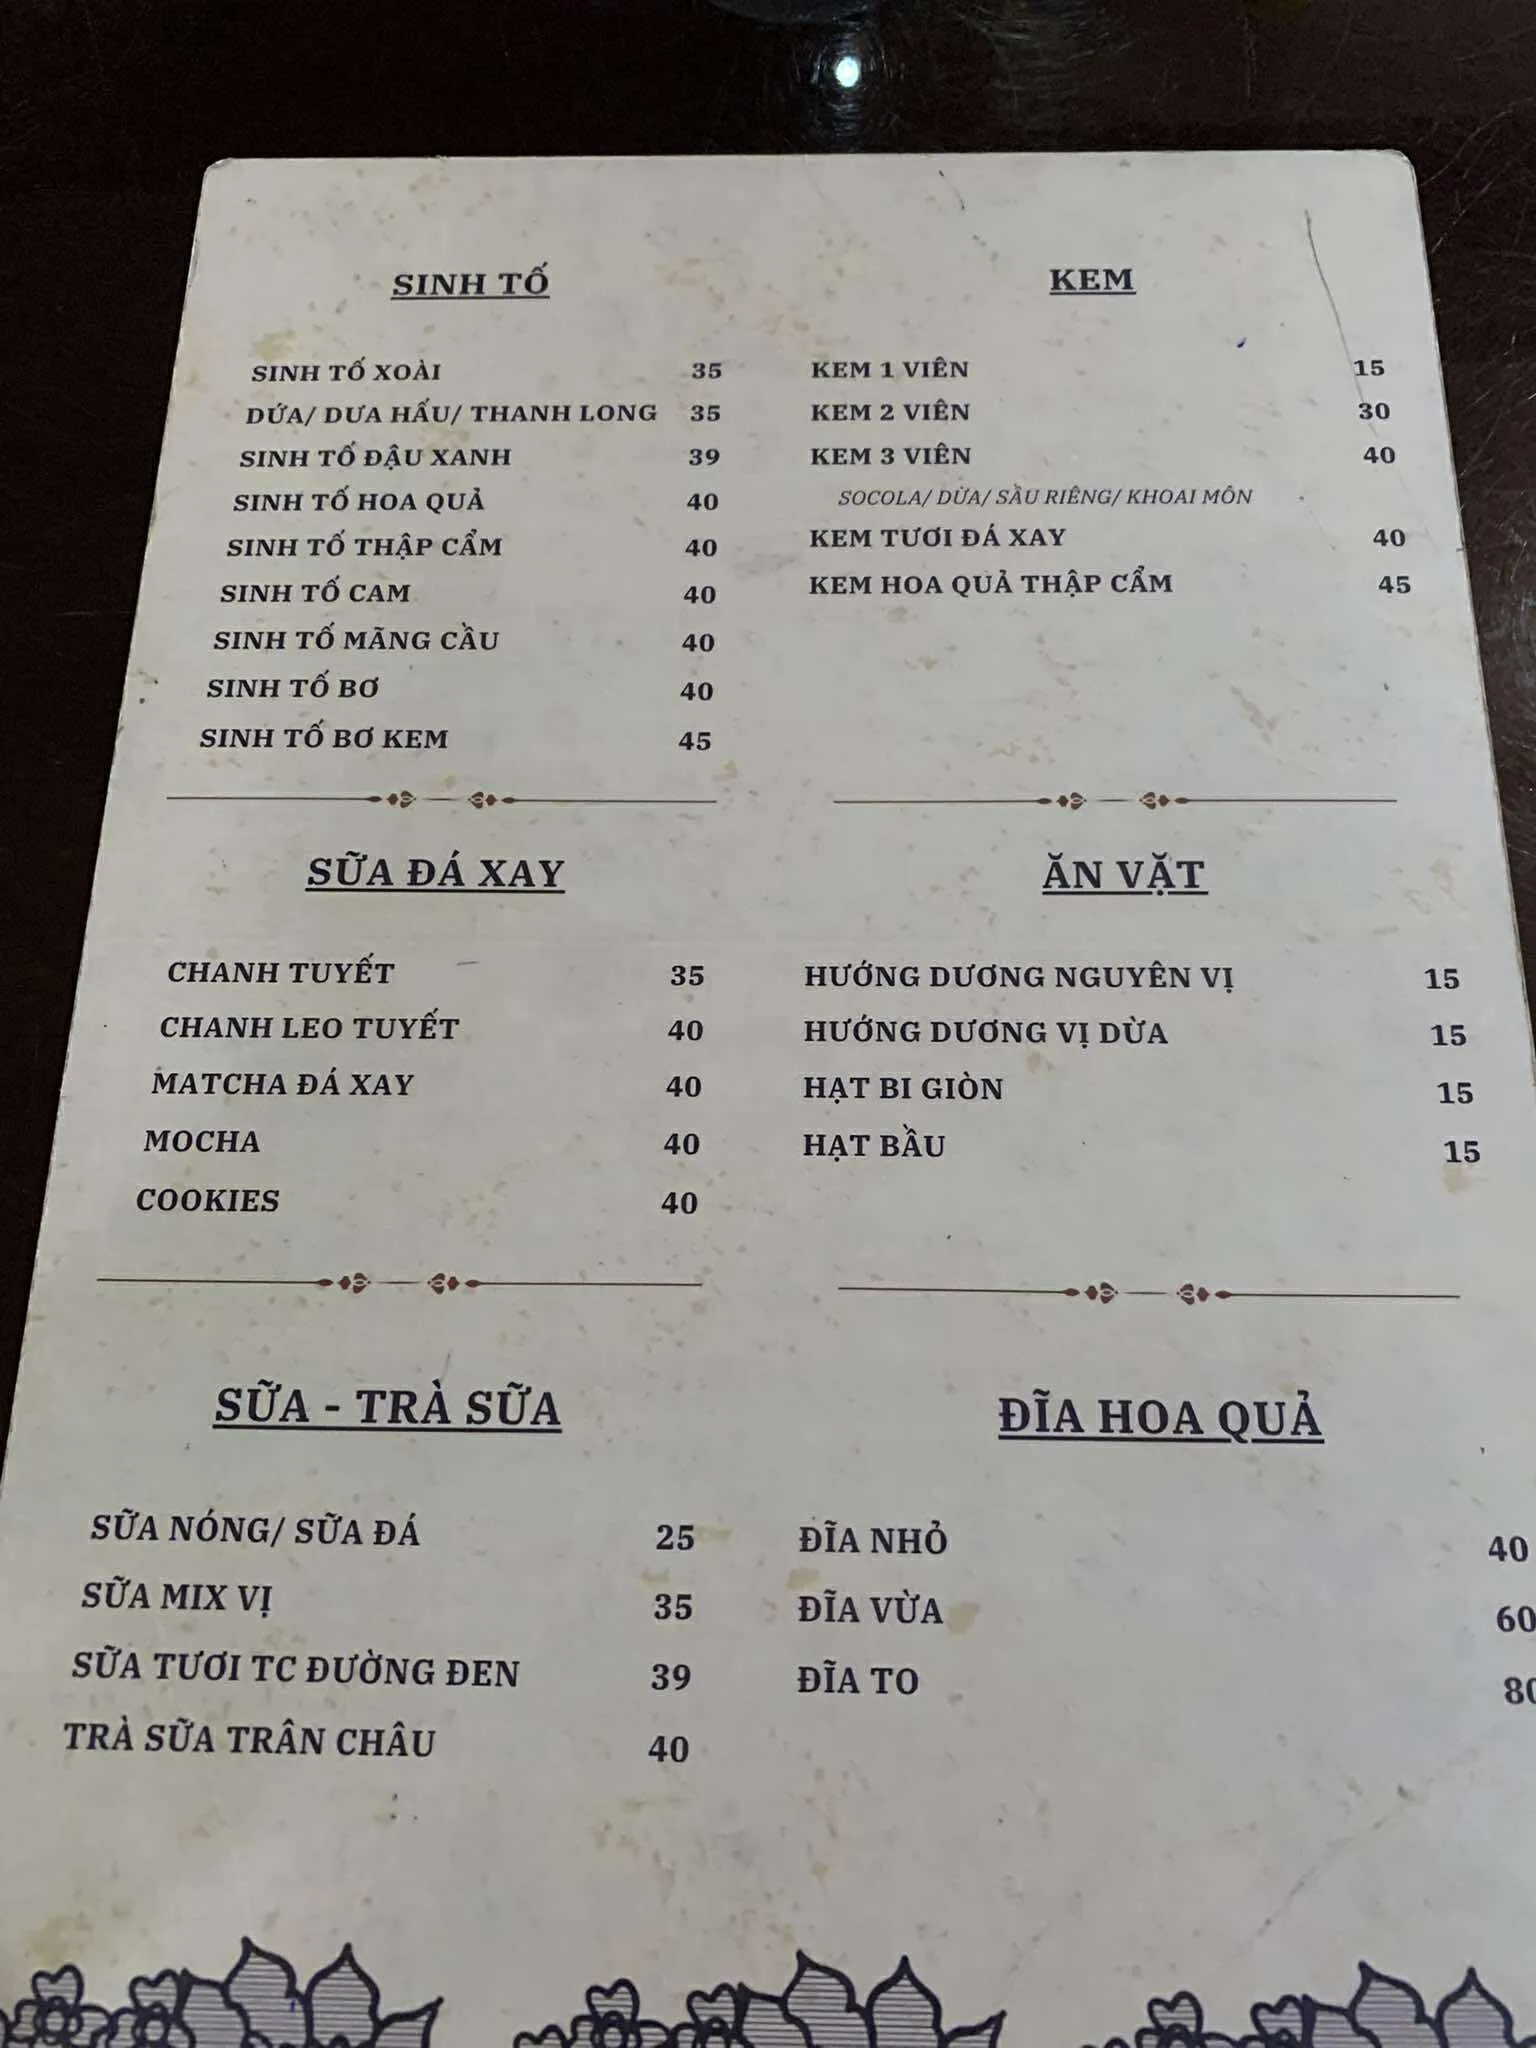 SINH TỐ
SINH TỐ XOÀI 35
DỨA/ DƯA HẤU/ THANH LONG 35
SINH TỐ ĐẬU XANH 39
SINH TỐ HOA QUẢ 40
SINH TỐ THẬP CẨM 40
SINH TỐ CAM 40
SINH TỐ MÃNG CẦU 40
SINH TỐ BƠ 40
SINH TỐ BƠ KEM 45
KEM
KEM 1 VIÊN 15
KEM 2 VIÊN 30
KEM 3 VIÊN 40
SOCOLA/ DỪA/ SẦU RIÊNG/ KHOAI MÔN
KEM TƯƠI ĐÁ XAY 40
KEM HOA QUẢ THẬP CẨM 45
SỮA ĐÁ XAY
CHANH TUYẾT 35
CHANH LEO TUYẾT 40
MATCHA ĐÁ XAY 40
MOCHA 40
COOKIES 40
ĂN VẶT
HƯỚNG DƯƠNG NGUYÊN VỊ 15
HƯỚNG DƯƠNG VỊ DỪA 15
HẠT BI GIÒN 15
HẠT BẦU 15
SỮA - TRÀ SỮA
SỮA NÓNG/ SỮA ĐÁ 25
SỮA MIX VỊ 35
SỮA TƯƠI TC ĐƯỜNG ĐEN 39
TRÀ SỮA TRÂN CHÂU 40
ĐĨA HOA QUẢ
ĐĨA NHỎ 40
ĐĨA VỪA 60
ĐĨA TO 80